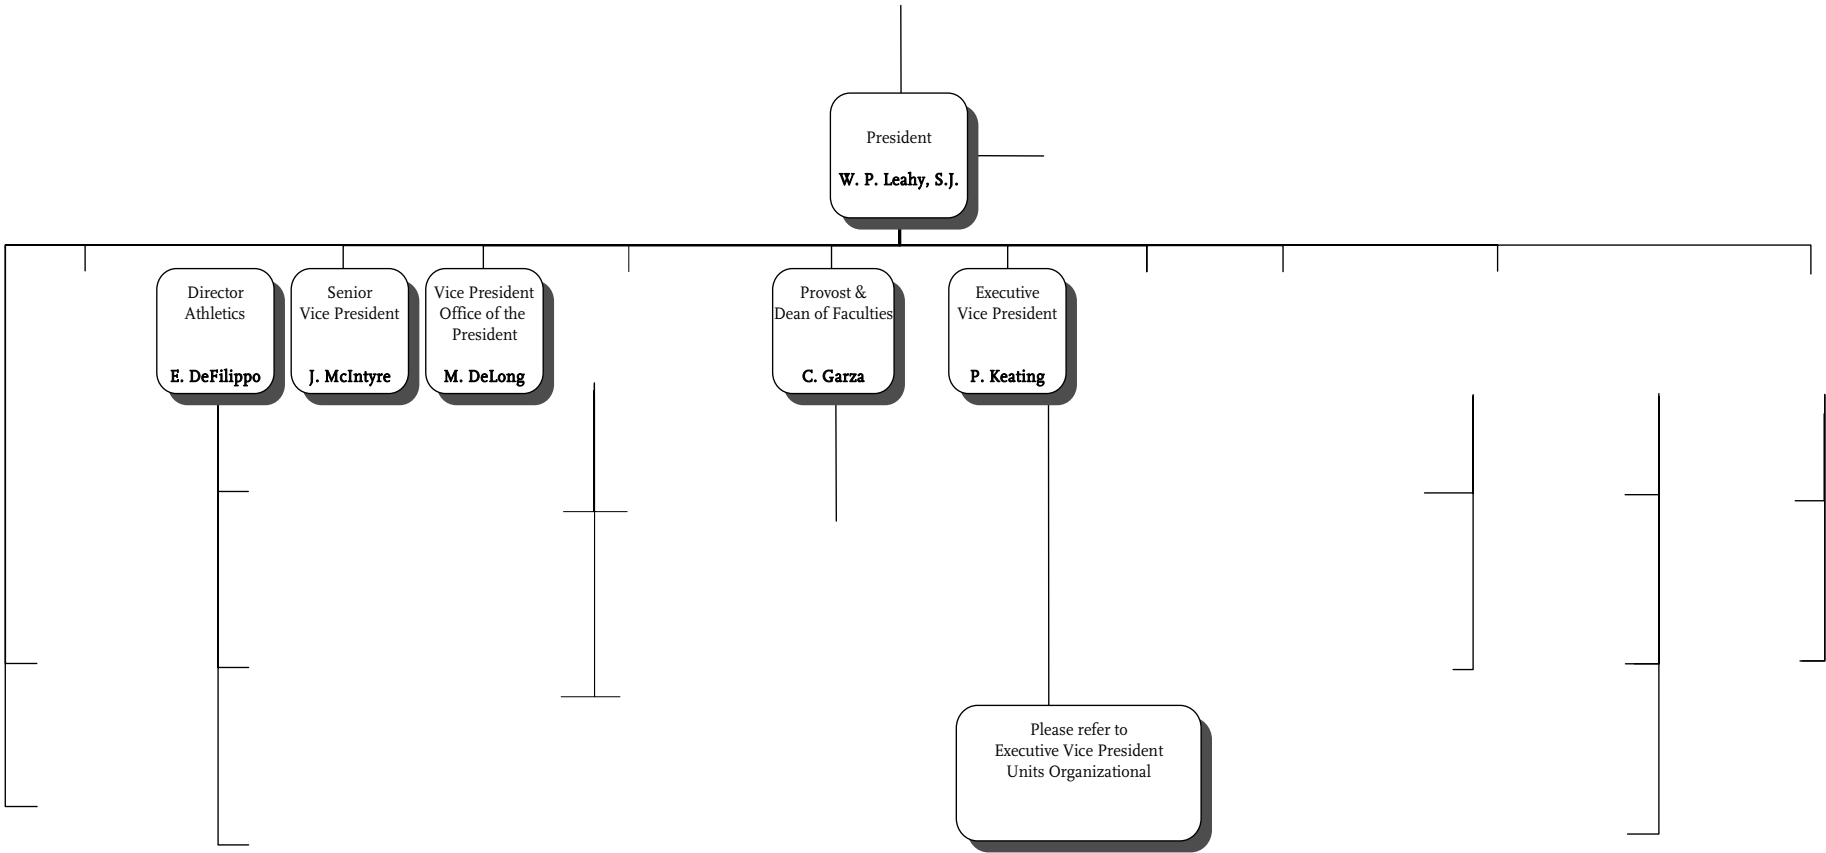 President
W. P. Leahy, S.J.
Director
Athletics
E. DeFilippo
Senior
Vice President
J. McIntyre
Vice President
Office of the
President
M. DeLong
Provost &
Dean of Faculties
C. Garza
Executive
Vice President
P. Keating
Please refer to
Executive Vice President
Units Organizational